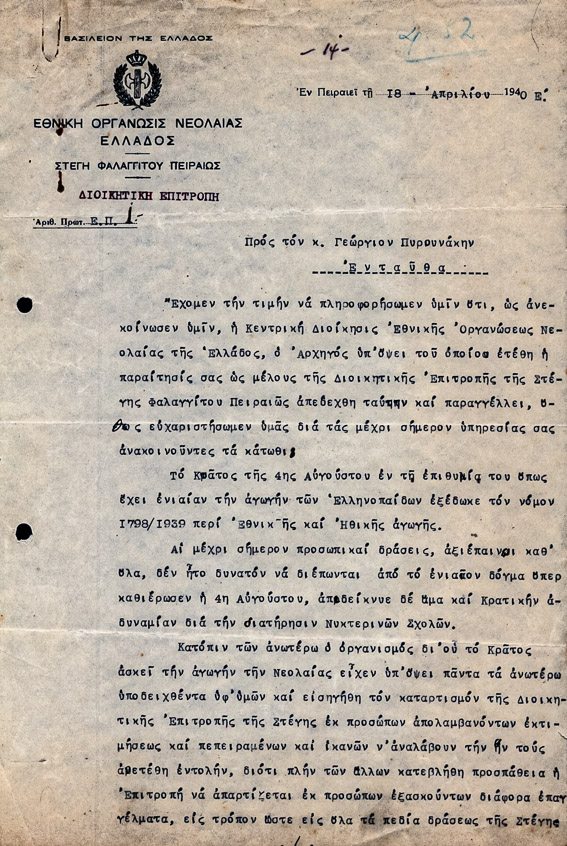 ΒΑΣΙΛΕΙΟΝ ΤΗΣ ΕΛΛΑΔΟΣ
- 14 -
ΕΘΝΙΚΗ ΟΡΓΑΝΩΣΙΣ ΝΕΟΛΑΙΑΣ
ΕΛΛΑΔΟΣ
ΣΤΕΓΗ ΦΑΛΑΓΓΙΤΟΥ ΠΕΙΡΑΙΩΣ
ΔΙΟΙΚΗΤΙΚΗ ΕΠΙΤΡΟΠΗ
Ἀριθ. Πρωτ. Ε.Π. 1.-
Ἐν Πειραιεῖ τῇ 18 - Ἀπριλίου 1940 Ε.
Πρός τόν κ. Γεώργιον Πυρουνάκην
Ἐνταῦθα
Ἔχομεν τήν τιμήν νά πληροφορήσωμεν ὑμῖν ὅτι, ὡς ἀνε-
κοίνωσεν ὑμῖν, ἡ Κεντρική Διοίκησις Ἐθνικῆς Ὀργανώσεως Νε-
ολαίας τῆς Ἑλλάδος, ὁ Ἀρχηγός ὑπ'ὄψει τοῦ ὁποίου ἐτέθη ἡ
παραίτησίς σας ὡς μέλους τῆς Διοικητικῆς Ἐπιτροπῆς τῆς Στέ-
γης Φαλαγγίτου Πειραιῶς ἀπεδέχθη ταύτην καί παραγγέλλει, ὅ-
πως εὐχαριστήσωμεν ὑμᾶς διά τάς μέχρι σήμερον ὑπηρεσίας σας
ἀνακοινοῦντες τά κάτωθι:
Τό Κράτος τῆς 4ης Αὐγούστου ἐν τῇ ἐπιθυμίᾳ του ὅπως
ἔχει ἑνιαίαν τήν ἀγωγήν τῶν Ἑλληνοπαίδων ἐξέδωκε τόν νόμον
1798/1939 περί Ἐθνικῆς καί Ἠθικῆς ἀγωγῆς.
Αἱ μέχρι σήμερον προσωπικαί δράσεις, ἀξιέπαινοι καθ'
ὅλα, δέν ἦτο δυνατόν νά διέπωνται ἀπό τό ἑνιαῖον δόγμα ὅπερ
καθιέρωσεν ἡ 4η Αὐγούστου, ἀπεδείκνυε δέ ἅμα καί Κρατικήν ἀ-
δυναμίαν διά τήν διατήρησιν Νυκτερινῶν Σχολῶν.
Κατόπιν τῶν ἀνωτέρω ὁ ὀργανισμός δι'οὗ τό Κρᾶτος
ἀσκεῖ τήν ἀγωγήν τήν Νεολαίας εἶχεν ὑπ'ὄψει πάντα τά ἀνωτέρω
ὑποδειχθέντα ὑφ'ὑμῶν καί εἰσηγήθη τόν καταρτισμόν τῆς Διοικη-
τικῆς Ἐπιτροπῆς τῆς Στέγης ἐκ προσώπων ἀπολαμβανόντων ἐκτι-
μήσεως καί πεπειραμένων καί ἱκανῶν ν'ἀναλάβουν τήν ἥν τούς
ἀνετέθη ἐντολήν, διότι πλήν τῶν ἄλλων κατεβλήθη προσπάθεια ἡ
Ἐπιτροπή νά ἀπαρτίζεται ἐκ προσώπων ἐξασκούντων διάφορα ἐπαγ
γέλματα, εἰς τρόπον ὥστε εἰς ὅλα τά πεδία δράσεως τῆς Στέγης